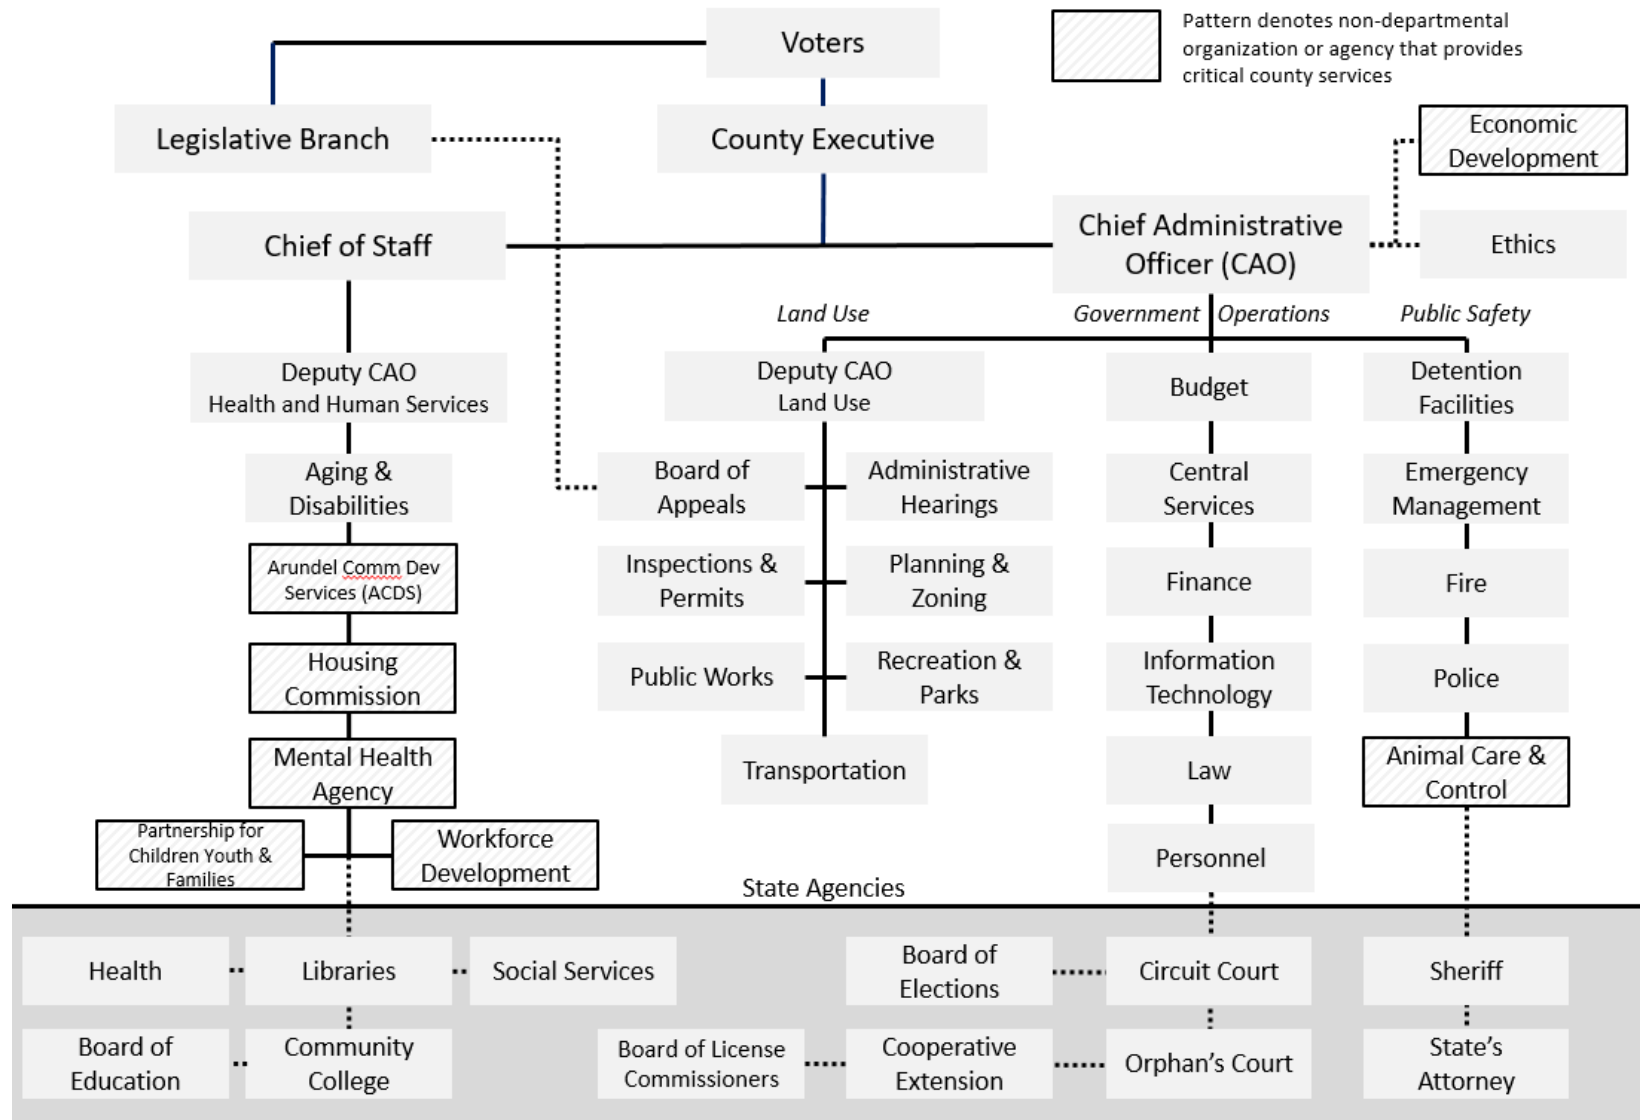 Voters
Pattern denotes non-departmental
organization or agency that provides
critical county services
Legislative Branch
County Executive
Economic
Development
Chief of Staff
Chief Administrative
Officer (CAO)
Ethics
Land Use
Government Operations
Public Safety
Deputy CAO
Health and Human Services
Deputy CAO
Land Use
Budget
Detention
Facilities
Aging &
Disabilities
Board of
Appeals
Administrative
Hearings
Central
Services
Emergency
Management
Arundel Comm Dev
Services (ACDS)
Inspections &
Permits
Planning &
Zoning
Finance
Fire
Housing
Commission
Public Works
Recreation &
Parks
Information
Technology
Police
Mental Health
Agency
Transportation
Law
Animal Care &
Control
Partnership for
Children Youth &
Families
Workforce
Development
Personnel
State Agencies
Health
Libraries
Social Services
Board of
Elections
Circuit Court
Sheriff
Board of
Education
Community
College
Board of License
Commissioners
Cooperative
Extension
Orphan's Court
State's
Attorney